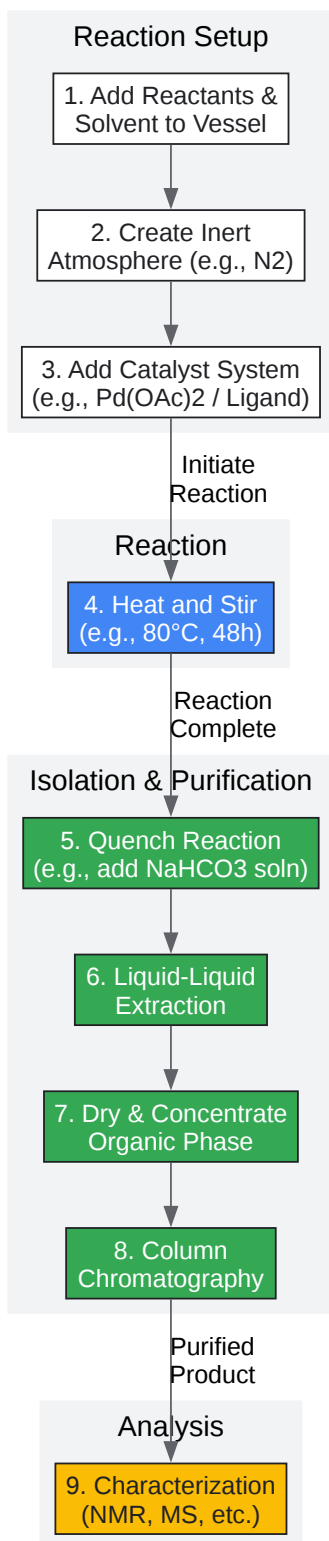 Reaction Setup
1. Add Reactants &
Solvent to Vessel
2. Create Inert
Atmosphere (e.g., N2)
3. Add Catalyst System
(e.g., Pd(OAc)2 / Ligand)
Initiate
Reaction
Reaction
4. Heat and Stir
(e.g., 80°C, 48h)
Reaction
Complete
Isolation & Purification
5. Quench Reaction
(e.g., add NaHCO3 soln)
6. Liquid-Liquid
Extraction
7. Dry & Concentrate
Organic Phase
8. Column
Chromatography
Purified
Product
Analysis
9. Characterization
(NMR, MS, etc.)